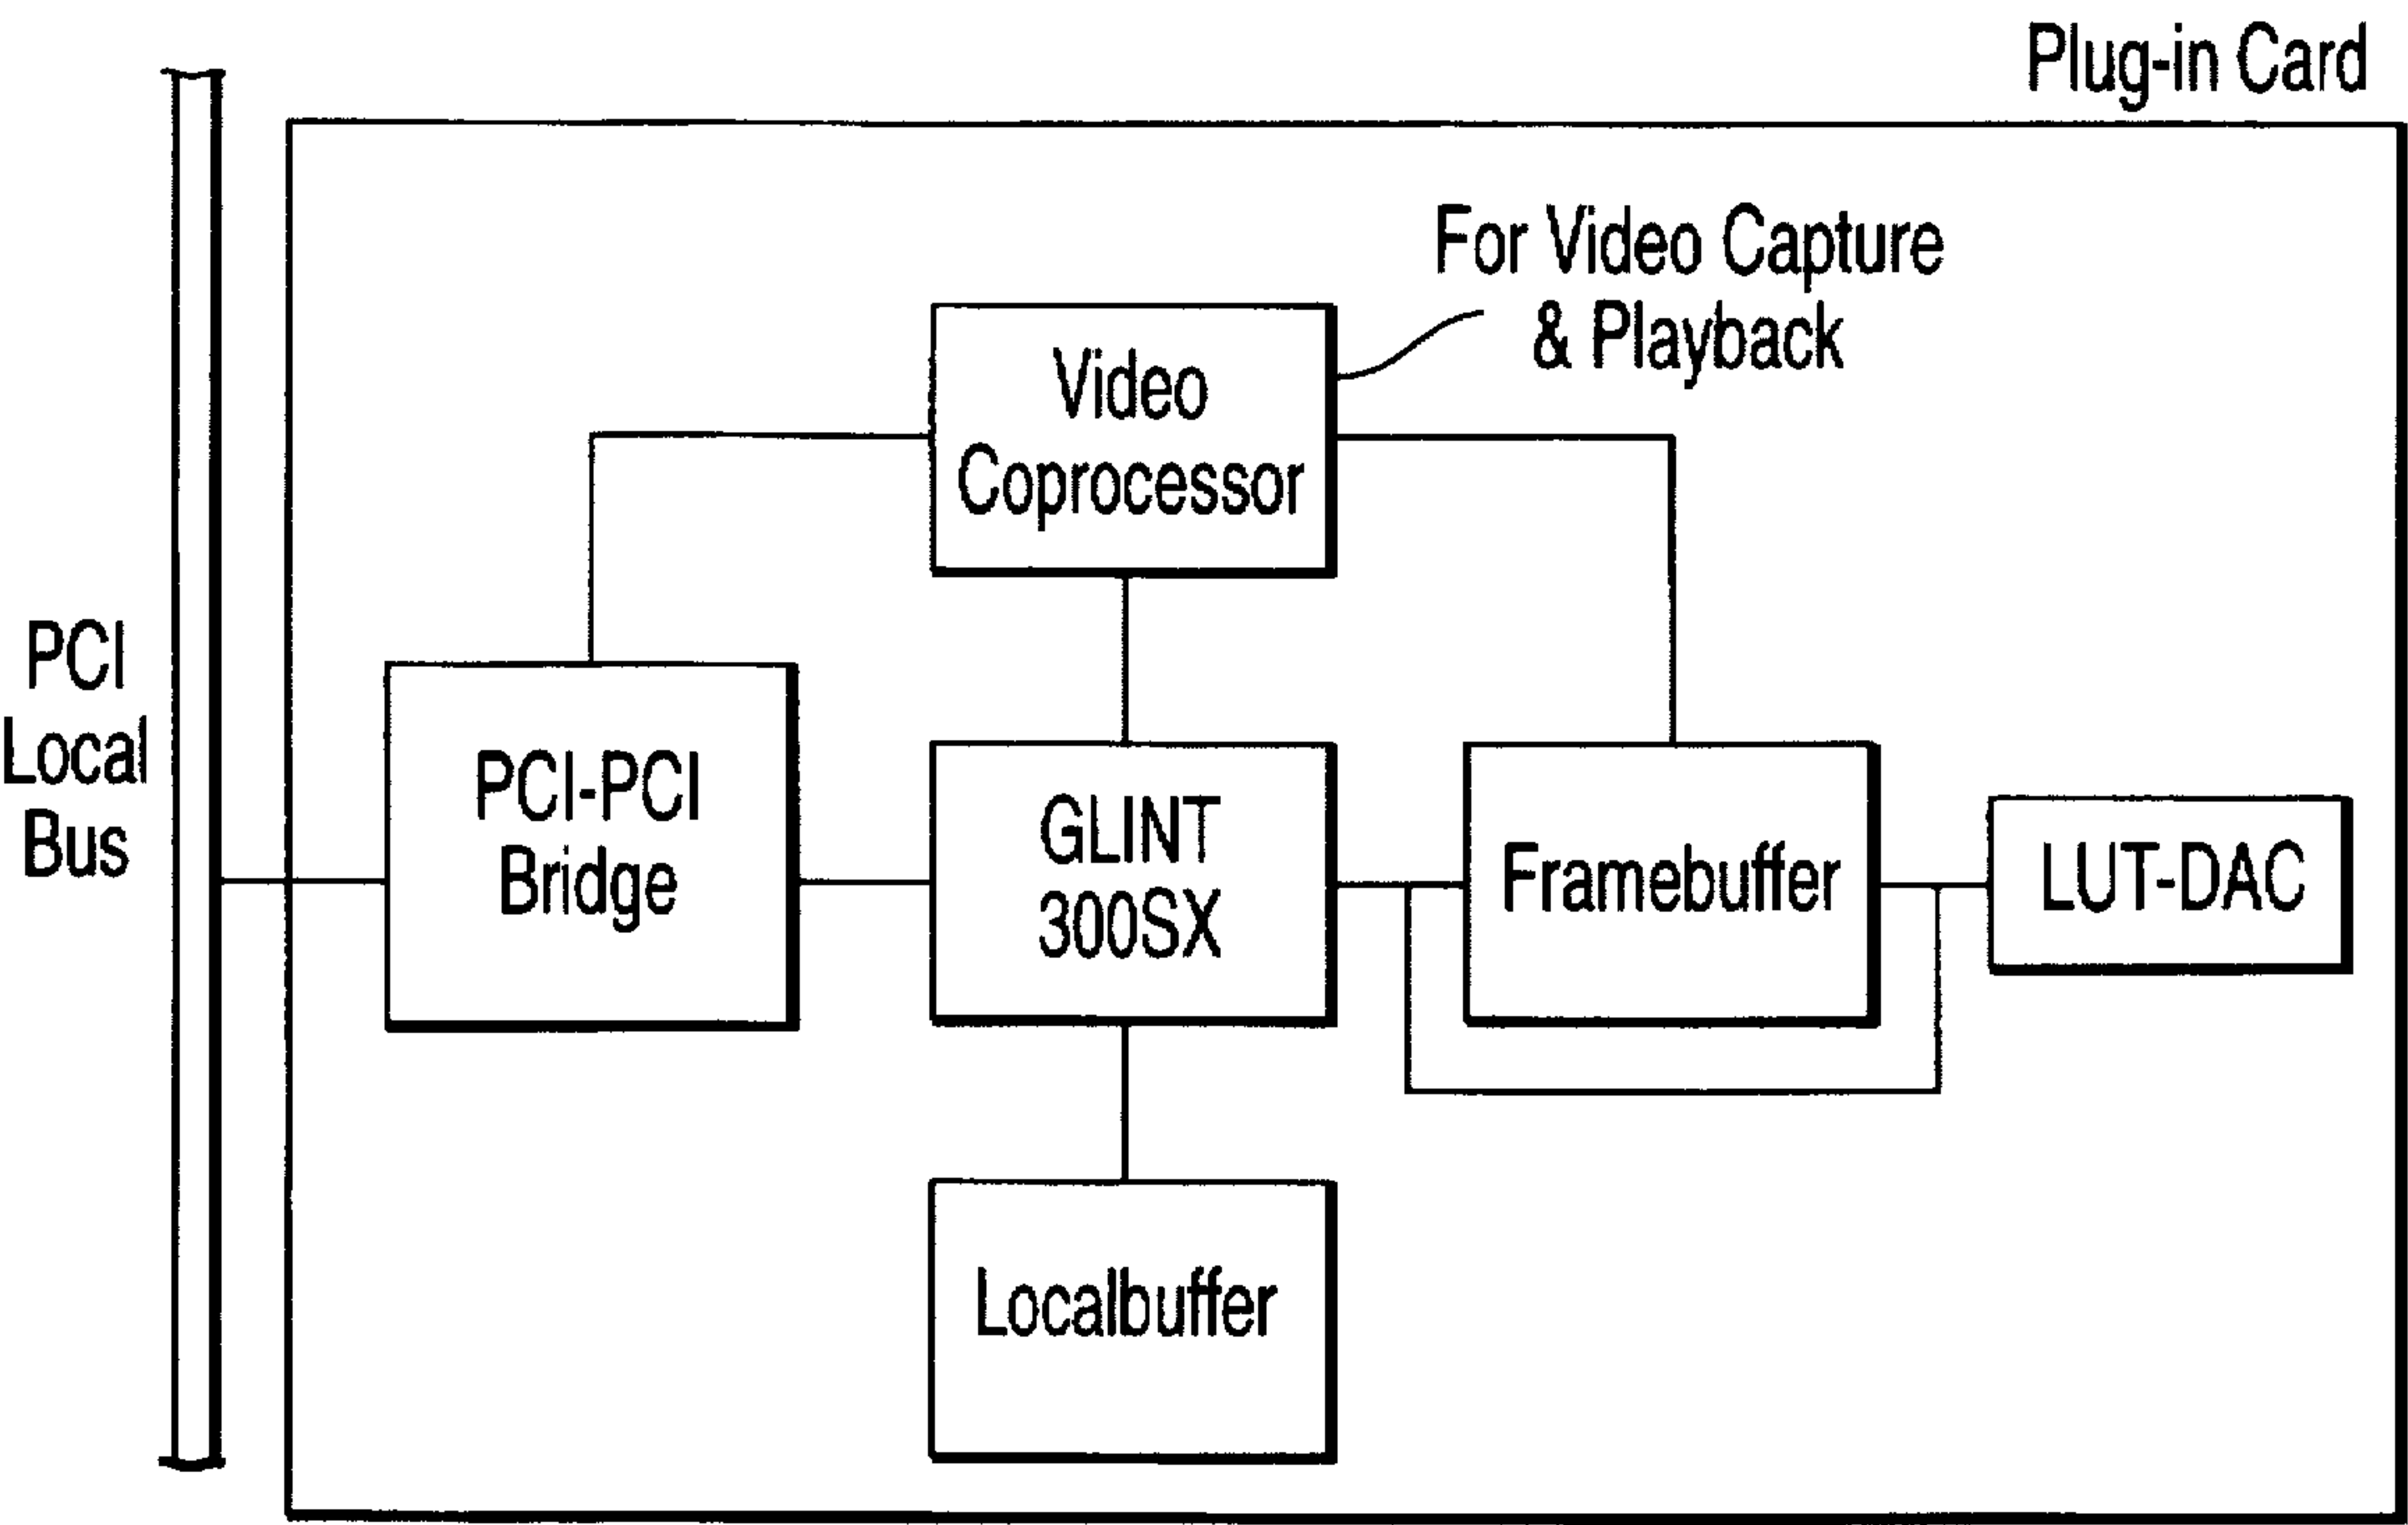 Plug-in Card
For Video Capture
& Playback
Video
Coprocessor
PCI
Local
Bus
PCI-PCI
Bridge
GLINT
300SX
Framebuffer
LUT-DAC
Localbuffer